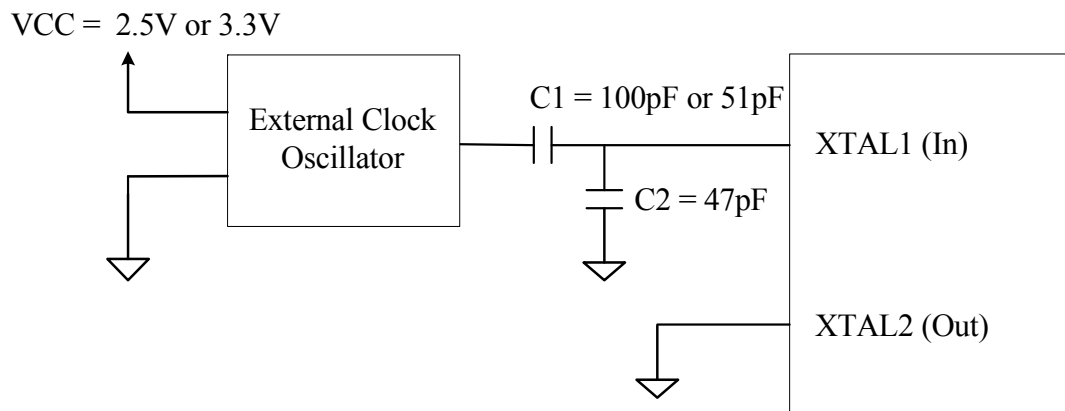 VCC = 2.5V or 3.3V
External Clock
Oscillator
C1 = 100pF or 51pF
C2 = 47pF
XTAL1 (In)
XTAL2 (Out)